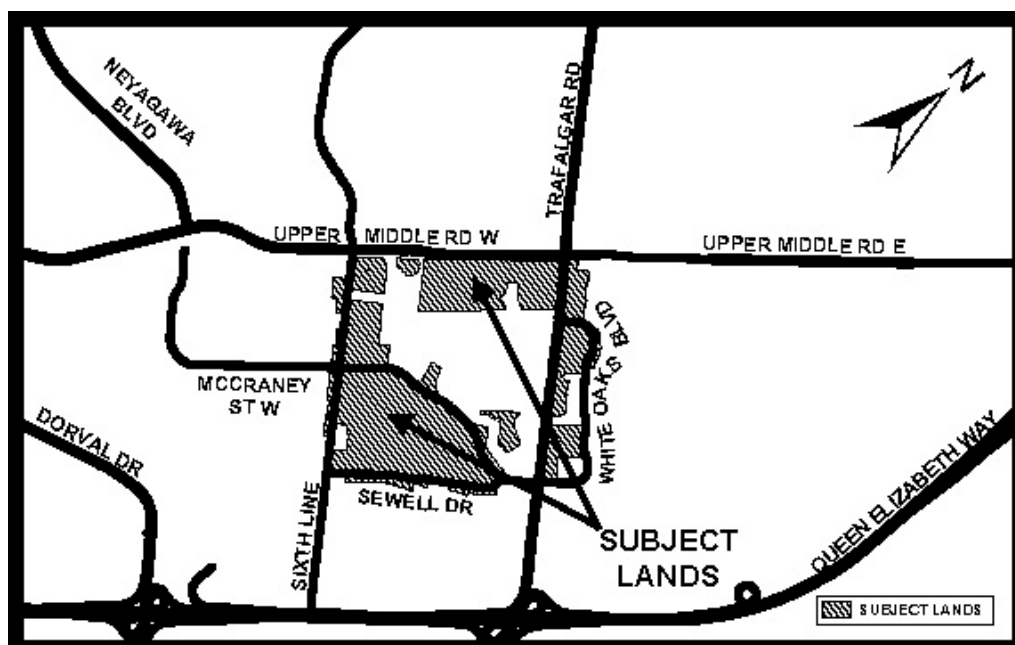 NEYAGAWA
BLVD
TRAFALGAR RD
N
UPPER MIDDLE RD W
UPPER MIDDLE RD E
WHITE OAKS BLVD
MCCRANEY
ST W
DORVAL DR
SIXTH LINE
SEWELL DR
QUEEN ELIZABETH WAY
SUBJECT
LANDS
SUBJECT LANDS